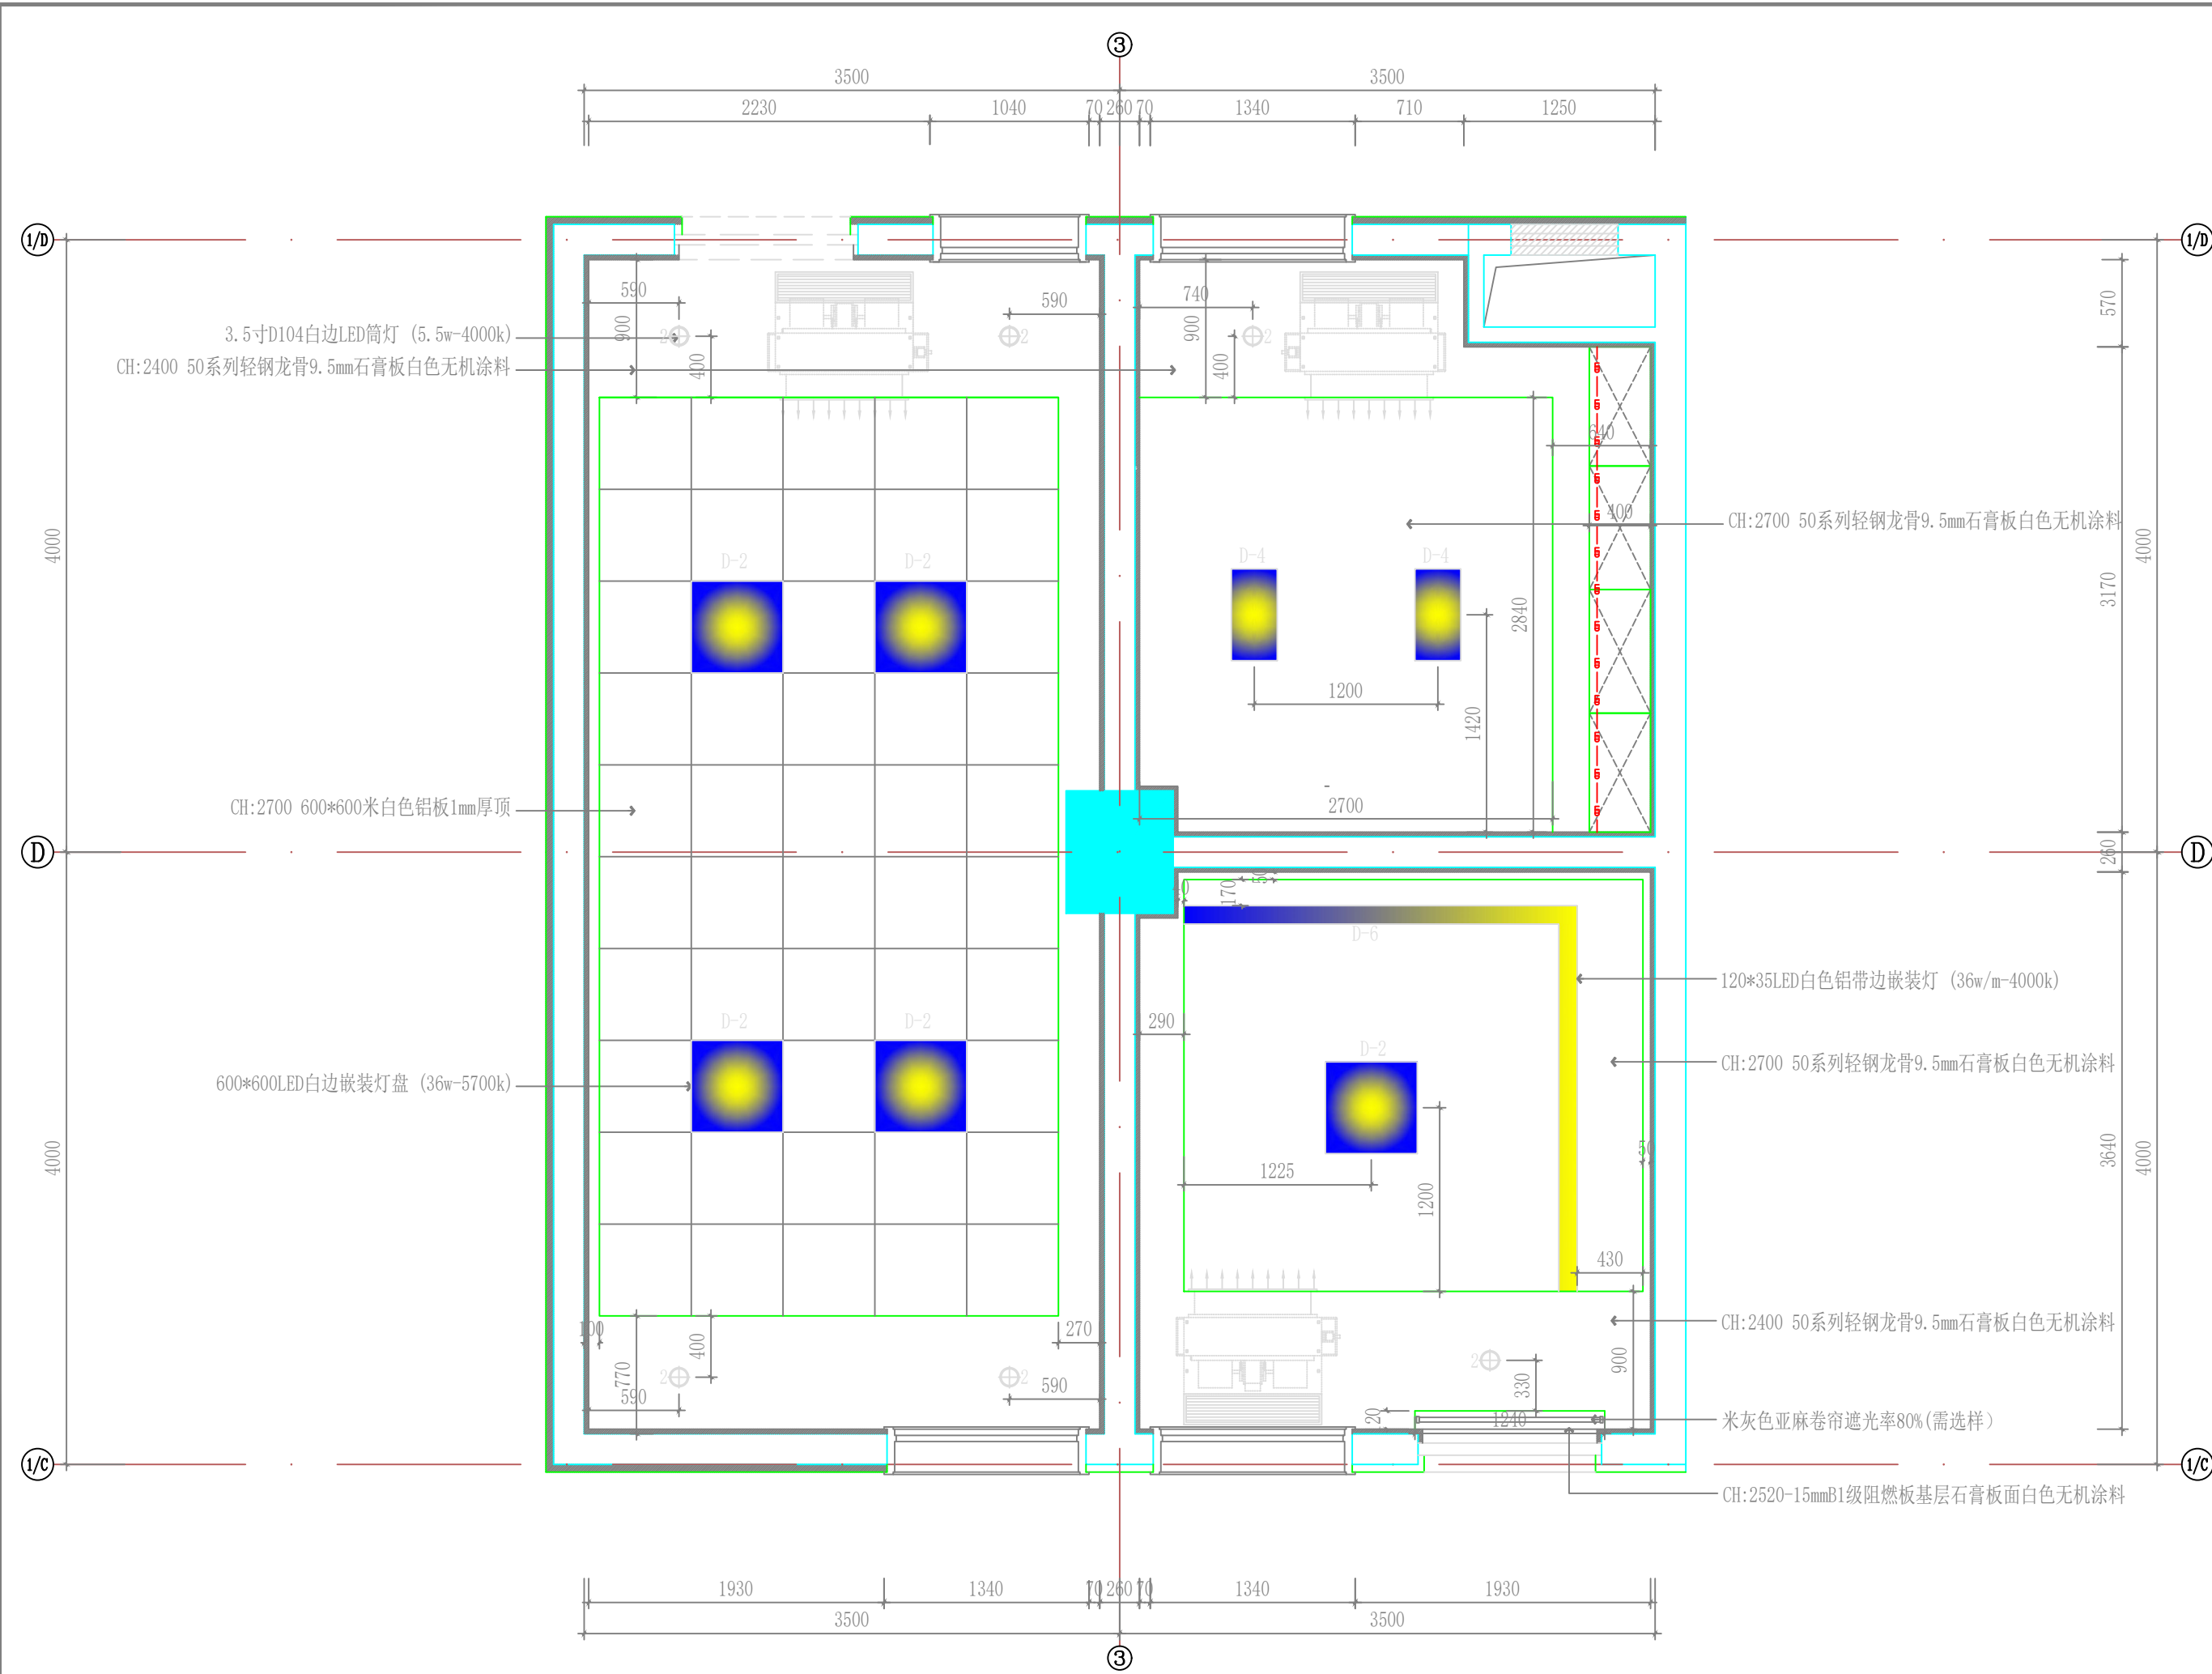 ③
3500
3500
2230
1040
70
260
70
1340
710
1250
1/D
1/D
590
590
740
570
900
900
3.5寸D104白边LED筒灯 (5.5w-4000k)
2
2
2
CH:2400 50系列轻钢龙骨9.5mm石膏板白色无机涂料
400
400
640
400
CH:2700 50系列轻钢龙骨9.5mm石膏板白色无机涂料
4000
4000
D-2
D-2
D-4
D-4
3170
2840
1200
1420
CH:2700 600*600米白色铝板1mm厚顶
2700
D
D
260
50
170
D-6
120*35LED白色铝带边嵌装灯 (36w/m-4000k)
290
D-2
D-2
D-2
CH:2700 50系列轻钢龙骨9.5mm石膏板白色无机涂料
600*600LED白边嵌装灯盘 (36w-5700k)
4000
3640
4000
50
1225
1200
430
100
270
400
CH:2400 50系列轻钢龙骨9.5mm石膏板白色无机涂料
900
770
2
2
2
330
590
590
120
1240
米灰色亚麻卷帘遮光率80%(需选样)
1/C
1/C
CH:2520-15mmB1级阻燃板基层石膏板面白色无机涂料
1930
1340
70
260
70
1340
1930
3500
3500
③